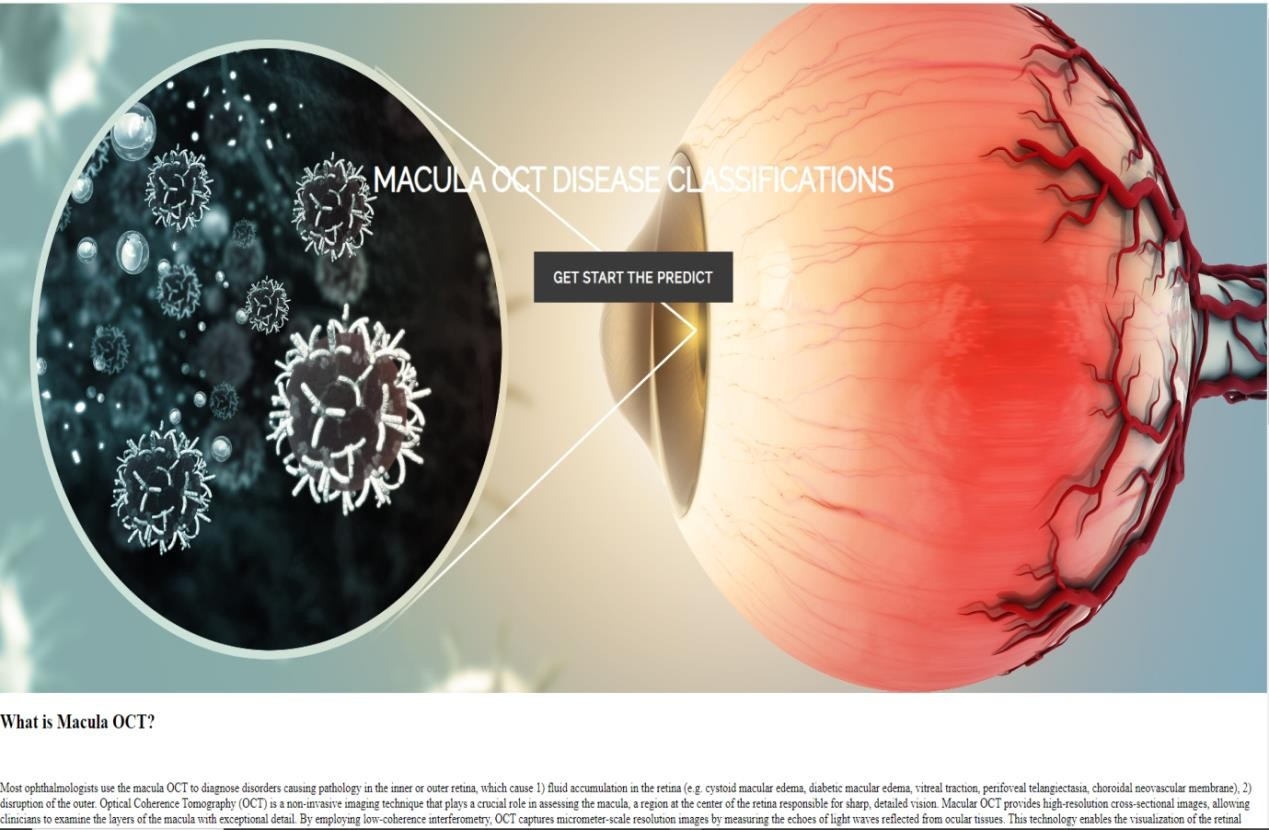 MACULA OCT DISEASE CLASSIFICATIONS
GET START THE PREDICT
What is Macula OCT?
Most ophthalmologists use the macula OCT to diagnose disorders causing pathology in the inner or outer retina, which cause 1) fluid accumulation in the retina (e.g. cystoid macular edema, diabetic macular edema, vitreal traction, perifoveal telangiectasia, choroidal neovascular membrane), 2)
disruption of the outer. Optical Coherence Tomography (OCT) is a non-invasive imaging technique that plays a crucial role in assessing the macula, a region at the center of the retina responsible for sharp, detailed vision. Macular OCT provides high-resolution cross-sectional images, allowing
clinicians to examine the layers of the macula with exceptional detail. By employing low-coherence interferometry, OCT captures micrometer-scale resolution images by measuring the echoes of light waves reflected from ocular tissues. This technology enables the visualization of the retinal